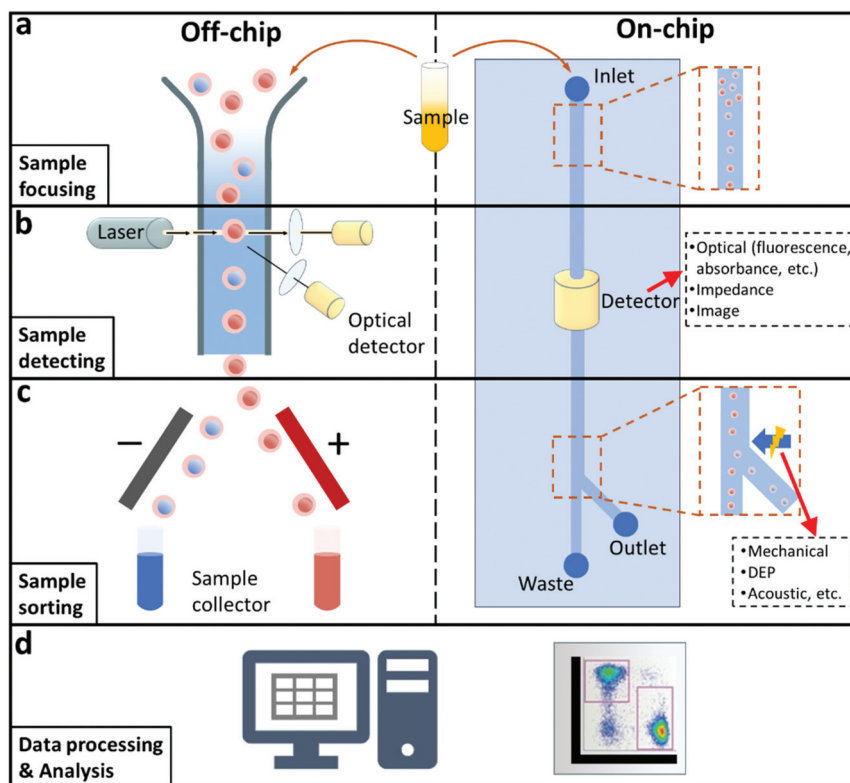 a
Off-chip
On-chip
Sample
Inlet
Sample
focusing
b
Laser
Optical
detector
Detector
•Optical (fluorescence,
absorbance, etc.)
•Impedance
•Image
Sample
detecting
c
−
+
Sample
collector
Outlet
Waste
•Mechanical
•DEP
•Acoustic, etc.
Sample
sorting
d
Data processing
& Analysis